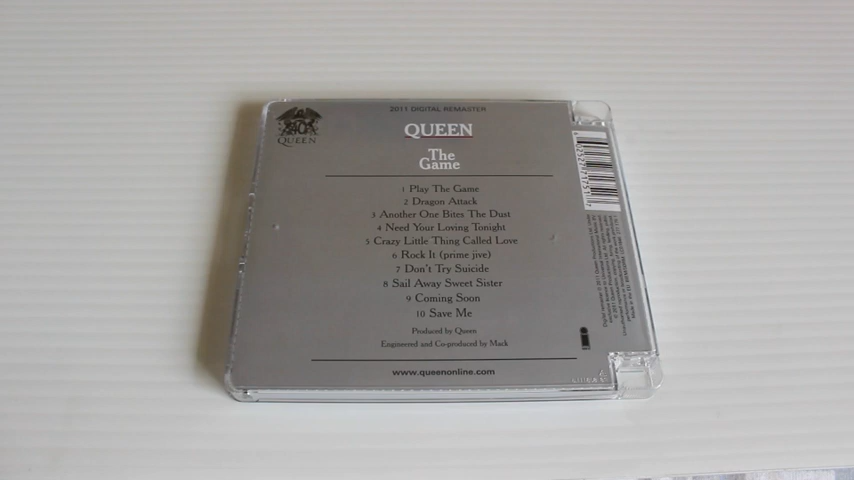 2011 DIGITAL REMASTER
40
QUEEN
QUEEN
The
Game
1 Play The Game
2 Dragon Attack
3 Another One Bites The Dust
4 Need Your Loving Tonight
5 Crazy Little Thing Called Love
6 Rock It (prime jive)
7 Don't Try Suicide
8 Sail Away Sweet Sister
9 Coming Soon
10 Save Me
Produced by Queen
Engineered and Co-produced by Mack
www.queenonline.com